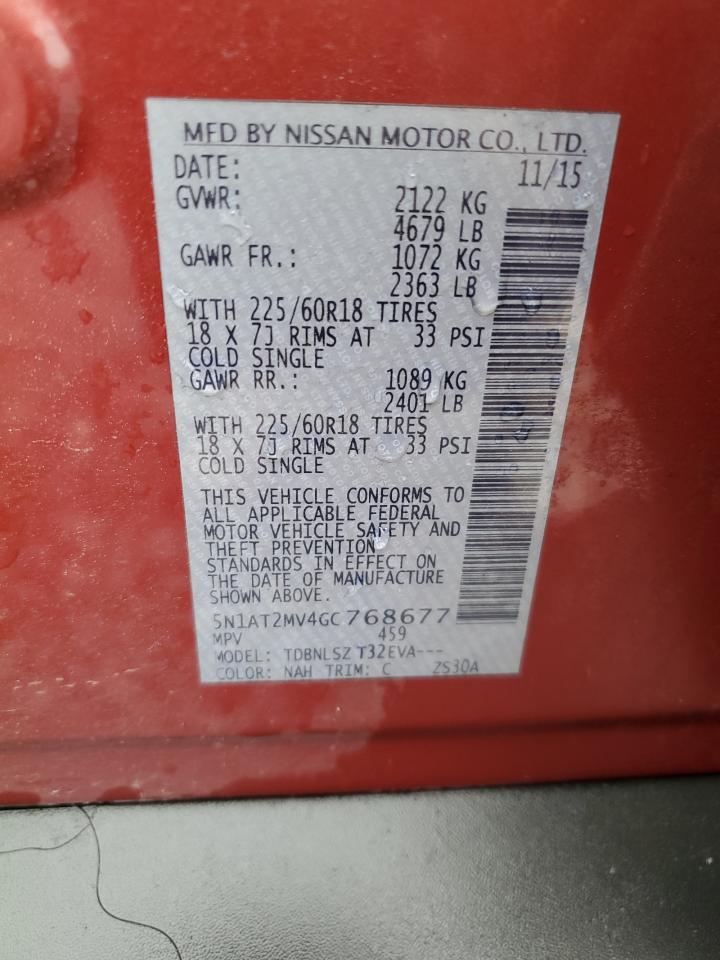 MFD BY NISSAN MOTOR CO., LTD.
DATE: 11/15
GVWR: 2122 KG
4679 LB
GAWR FR.: 1072 KG
2363 LB
WITH 225/60R18 TIRES
18 X 7J RIMS AT 33 PSI
COLD SINGLE
GAWR RR.: 1089 KG
2401 LB
WITH 225/60R18 TIRES
18 X 7J RIMS AT 33 PSI
COLD SINGLE
THIS VEHICLE CONFORMS TO
ALL APPLICABLE FEDERAL
MOTOR VEHICLE SAFETY AND
THEFT PREVENTION
STANDARDS IN EFFECT ON
THE DATE OF MANUFACTURE
SHOWN ABOVE.
5N1AT2MV4GC768677
MPV 459
MODEL: TDBNLSZ T32EVA---
COLOR: NAH TRIM: C ZS30A